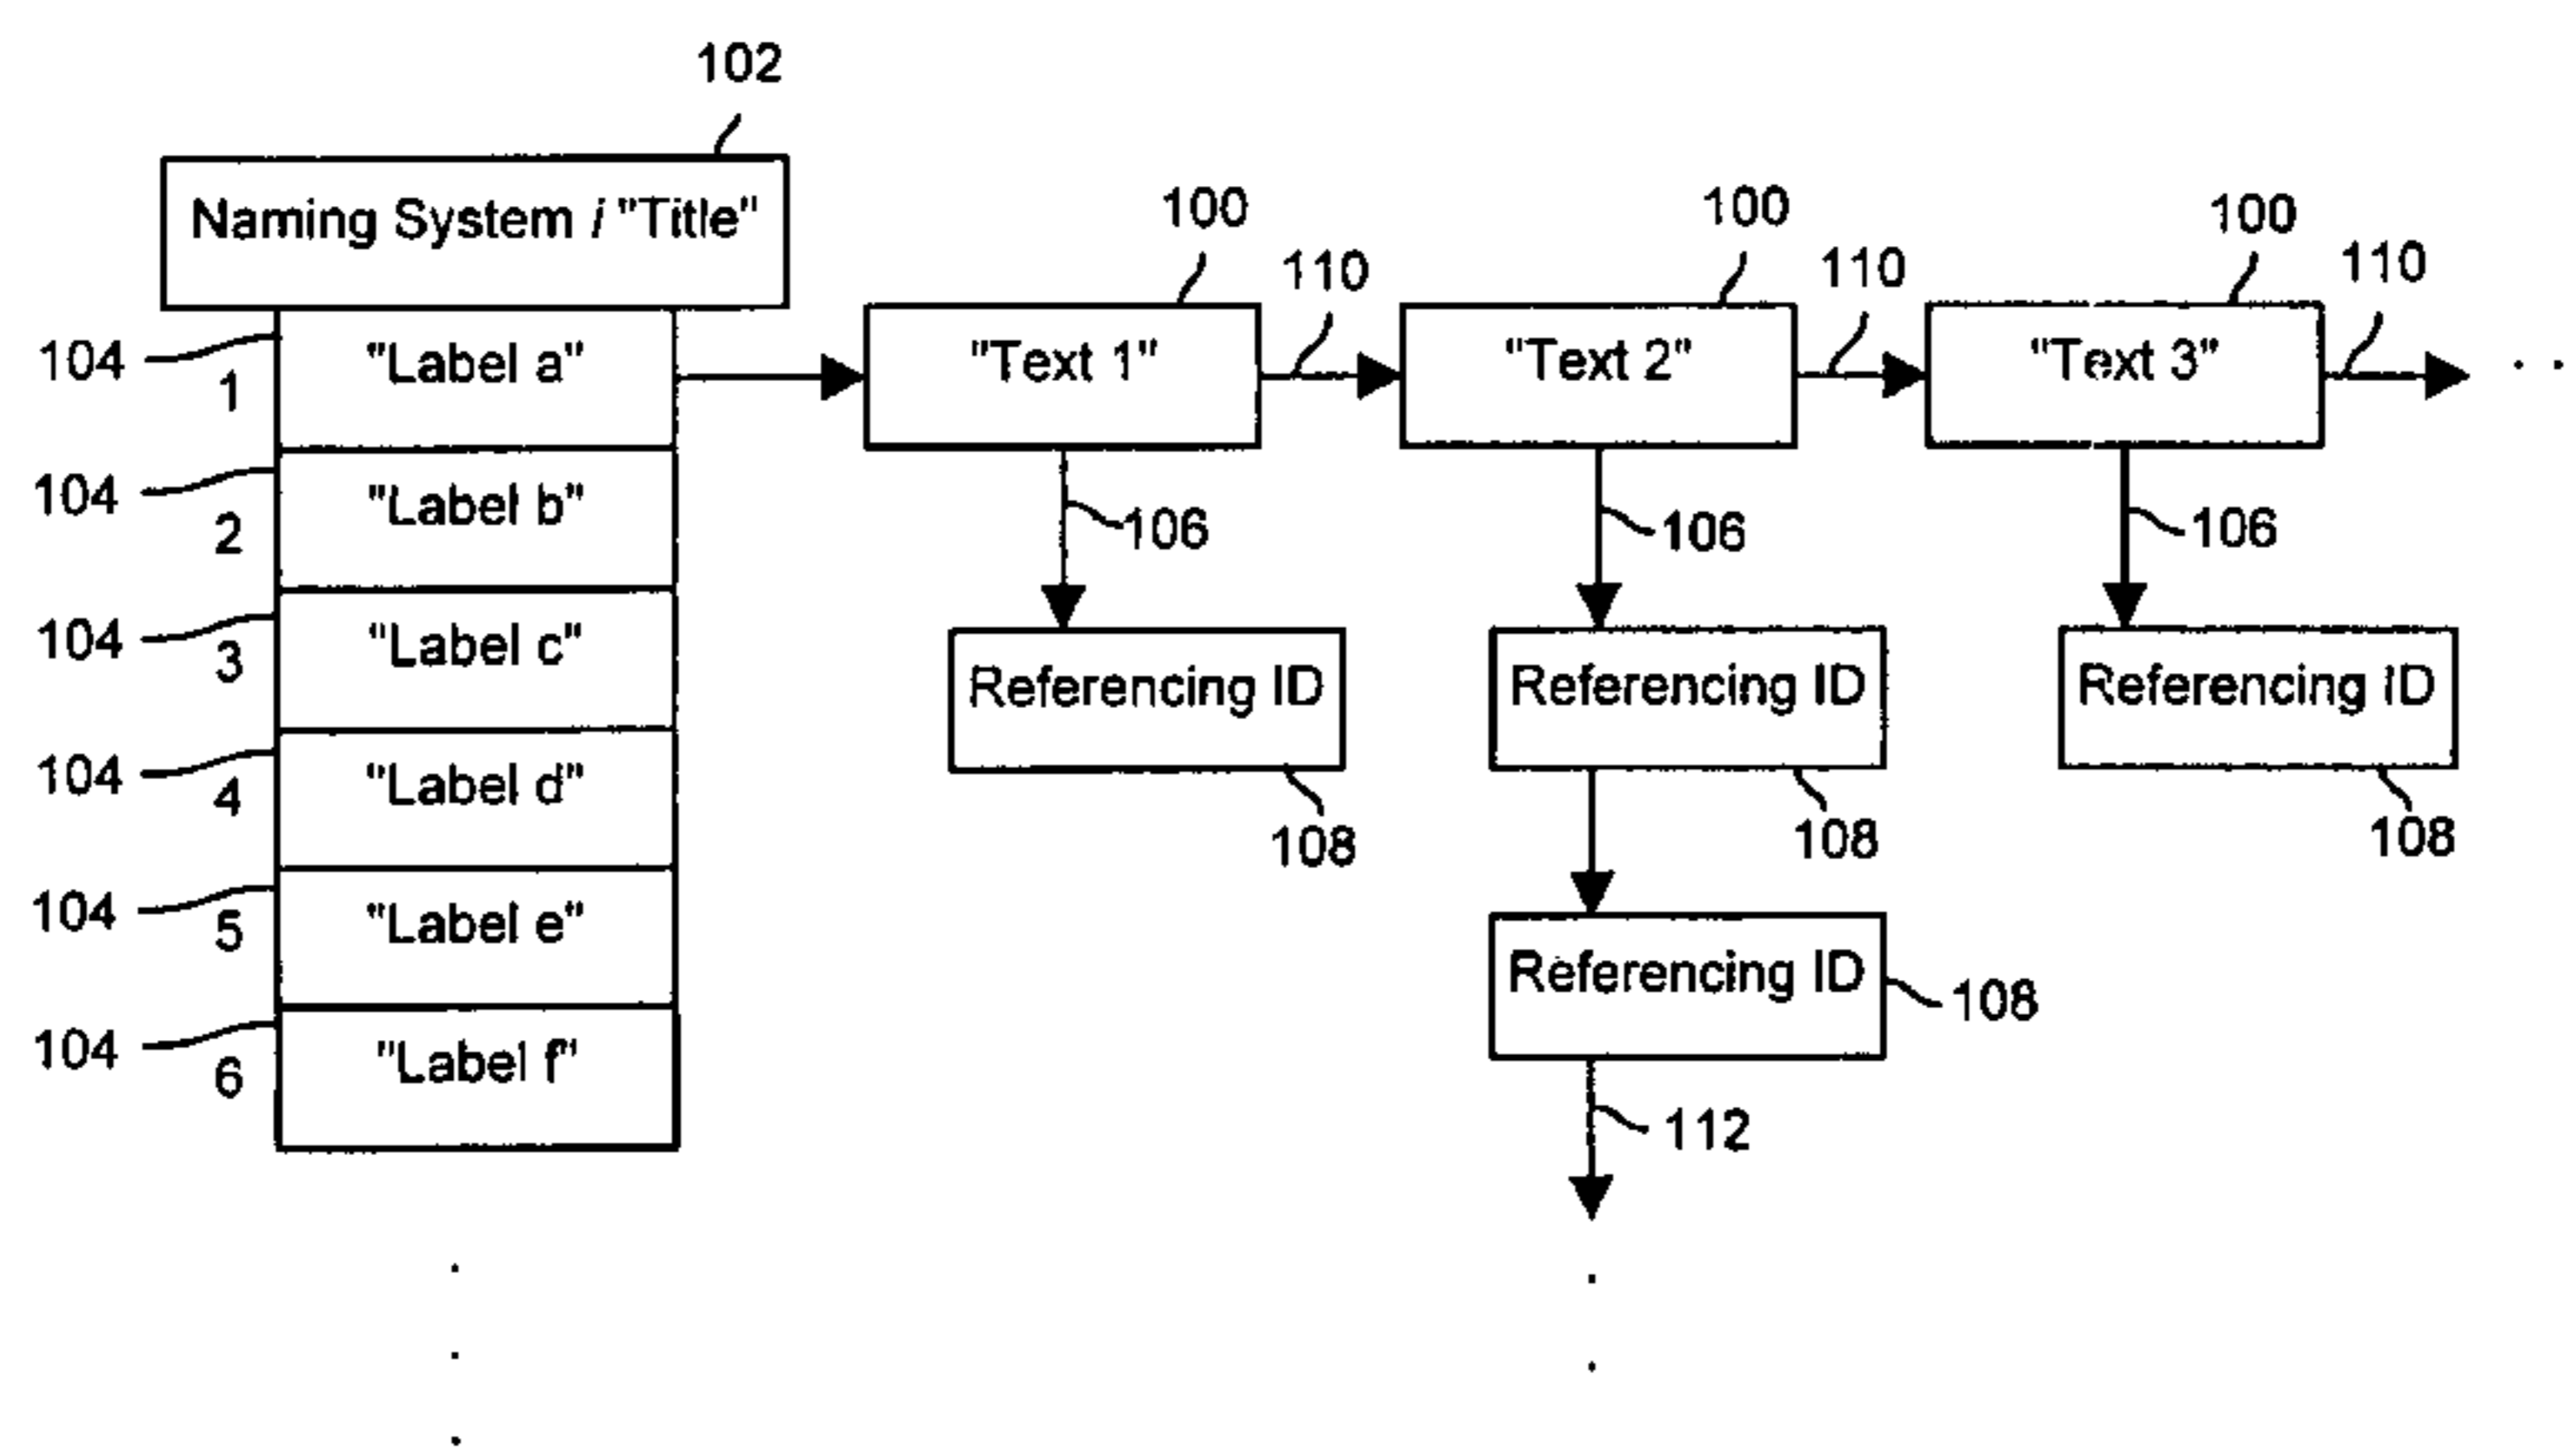 102
Naming System i "Title"
100
100
100
110
110
110
104
1
"Label a"
"Text 1"
"Text 2"
"Text 3"
104
2
"Label b"
106
106
106
104
3
"Label c"
Referencing ID
Referencing ID
Referencing ID
104
4
"Label d"
108
108
108
104
5
"Label e"
Referencing ID
108
104
6
"Label f"
112